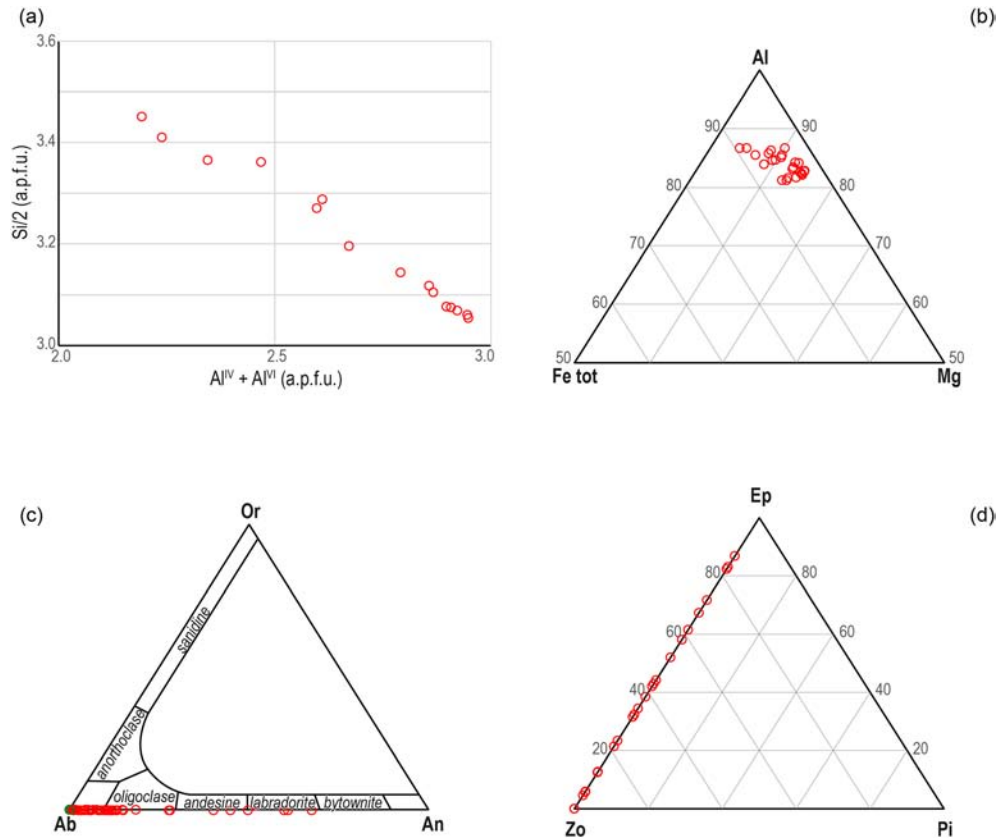 (a)
3.6
3.4
3.2
3.0
Si/2 (a.p.f.u.)
2.0
2.5
3.0
Al^IV + Al^VI (a.p.f.u.)
(b)
Al
90
90
80
80
70
70
60
60
50
50
Fe tot
Mg
(c)
Or
sanidine
anorthoclase
oligoclase
andesine
labradorite
bytownite
Ab
An
(d)
Ep
80
80
60
60
40
40
20
20
Zo
Pi